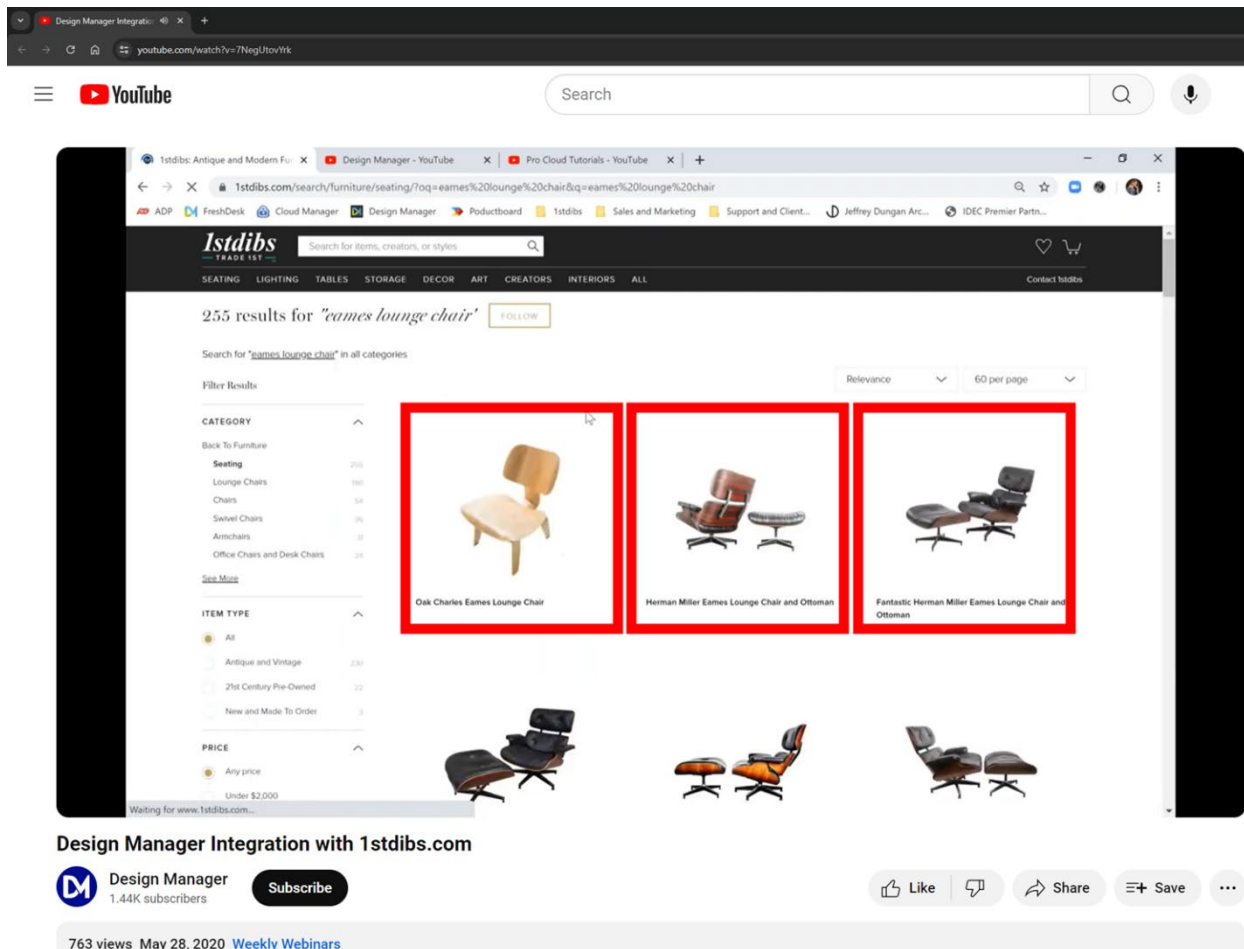 Design Manager Integratio
youtube.com/watch?v=7NegUtovYrk
YouTube
Search
1stdibs: Antique and Modern Fu
Design Manager - YouTube
Pro Cloud Tutorials - YouTube
1stdibs.com/search/furniture/seating/?oq=eames%20lounge%20chair&q=eames%20lounge%20chair
ADP FreshDesk Cloud Manager Design Manager Poductboard 1stdibs Sales and Marketing Support and Client... Jeffrey Dungan Arc... IDEC Premier Partn...
1stdibs
TRADE 1ST
Search for items, creators, or styles
SEATING LIGHTING TABLES STORAGE DECOR ART CREATORS INTERIORS ALL Contact 1stdibs
255 results for "eames lounge chair" FOLLOW
Search for "eames lounge chair" in all categories
Filter Results
Relevance 60 per page
CATEGORY
Back To Furniture
Seating 255
Lounge Chairs
Chairs 54
Swivel Chairs
Armchairs
Office Chairs and Desk Chairs
See More
Oak Charles Eames Lounge Chair
Herman Miller Eames Lounge Chair and Ottoman
Fantastic Herman Miller Eames Lounge Chair and
Ottoman
ITEM TYPE
All
Antique and Vintage 230
21st Century Pre-Owned 22
New and Made To Order 3
PRICE
Any price
Under $2,000
Waiting for www.1stdibs.com...
Design Manager Integration with 1stdibs.com
Design Manager
1.44K subscribers
Subscribe
Like Share Save
763 views May 28, 2020 Weekly Webinars